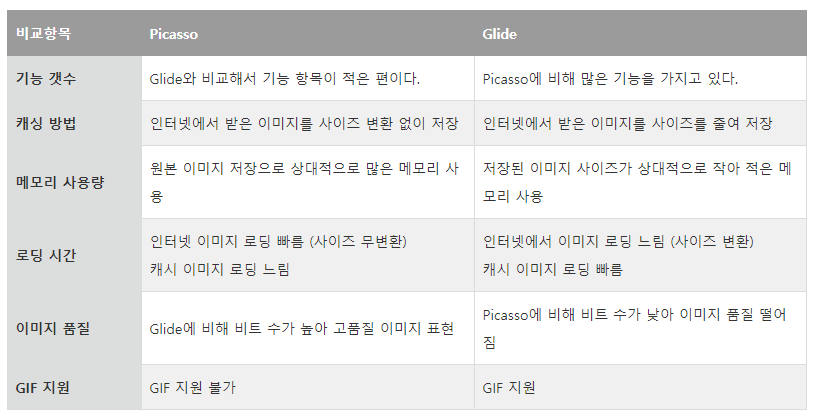 비교항목 Picasso Glide
기능 갯수 Glide와 비교해서 기능 항목이 적은 편이다. Picasso에 비해 많은 기능을 가지고 있다.
캐싱 방법 인터넷에서 받은 이미지를 사이즈 변환 없이 저장 인터넷에서 받은 이미지를 사이즈를 줄여 저장
메모리 사용량
원본 이미지 저장으로 상대적으로 많은 메모리 사
용
저장된 이미지 사이즈가 상대적으로 작아 적은 메
모리 사용
로딩 시간
인터넷 이미지 로딩 빠름 (사이즈 무변환)
캐시 이미지 로딩 느림
인터넷에서 이미지 로딩 느림 (사이즈 변환)
캐시 이미지 로딩 빠름
이미지 품질
Glide에 비해 비트 수가 높아 고품질 이미지 표현
Picasso에 비해 비트 수가 낮아 이미지 품질 떨어
짐
GIF 지원 GIF 지원 불가 GIF 지원